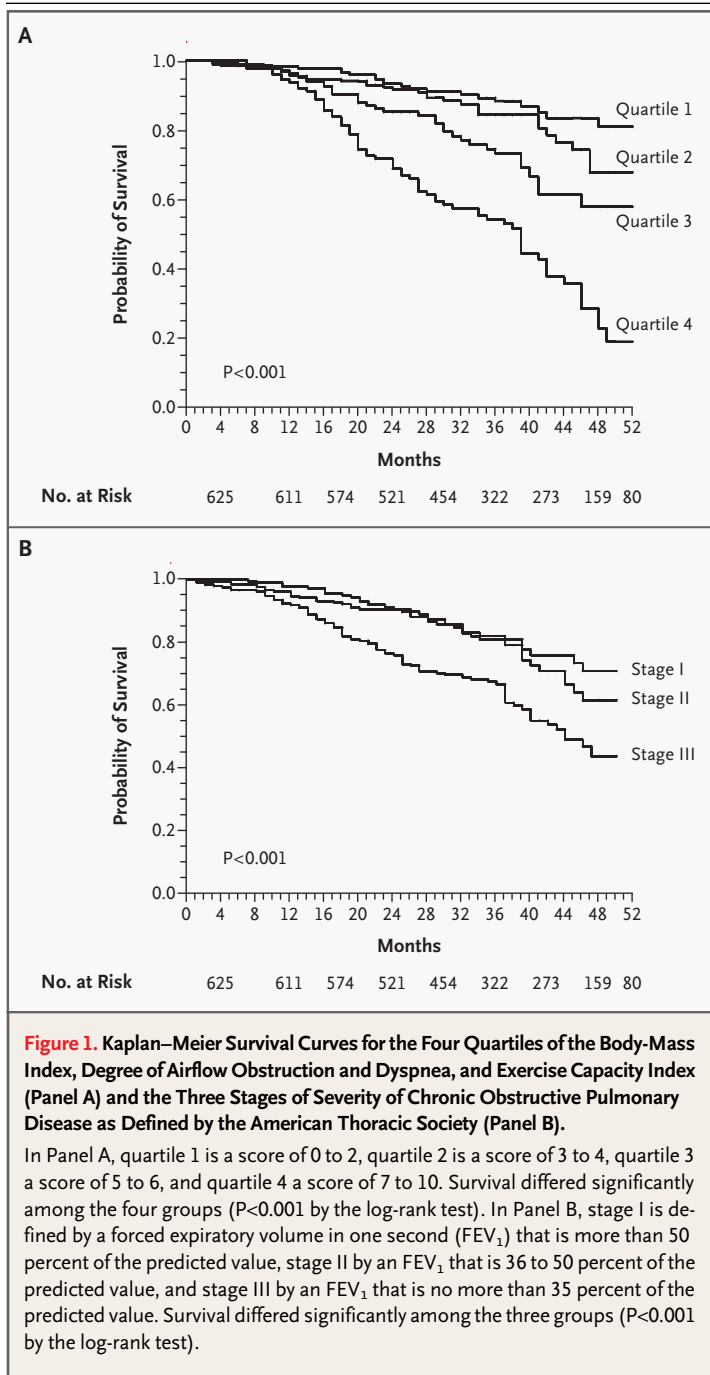 A
1.0
0.8
0.6
0.4
0.2
0.0
Probability of Survival
Quartile 1
Quartile 2
Quartile 3
Quartile 4
P<0.001
0 4 8 12 16 20 24 28 32 36 40 44 48 52
Months
No. at Risk 625 611 574 521 454 322 273 159 80
B
1.0
0.8
0.6
0.4
0.2
0.0
Probability of Survival
Stage I
Stage II
Stage III
P<0.001
0 4 8 12 16 20 24 28 32 36 40 44 48 52
Months
No. at Risk 625 611 574 521 454 322 273 159 80
Figure 1. Kaplan–Meier Survival Curves for the Four Quartiles of the Body-Mass
Index, Degree of Airflow Obstruction and Dyspnea, and Exercise Capacity Index
(Panel A) and the Three Stages of Severity of Chronic Obstructive Pulmonary
Disease as Defined by the American Thoracic Society (Panel B).
In Panel A, quartile 1 is a score of 0 to 2, quartile 2 is a score of 3 to 4, quartile 3
a score of 5 to 6, and quartile 4 a score of 7 to 10. Survival differed significantly
among the four groups (P<0.001 by the log-rank test). In Panel B, stage I is de-
fined by a forced expiratory volume in one second (FEV₁) that is more than 50
percent of the predicted value, stage II by an FEV₁ that is 36 to 50 percent of the
predicted value, and stage III by an FEV₁ that is no more than 35 percent of the
predicted value. Survival differed significantly among the three groups (P<0.001
by the log-rank test).